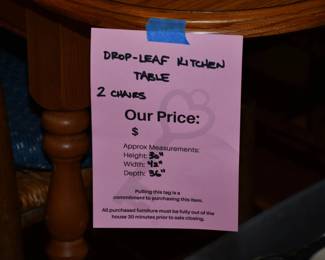 DROP-LEAF KITCHEN
TABLE
2 CHAIRS
Our Price:
$
Approx Measurements:
Height: 30"
Width: 42"
Depth: 36"
Pulling this tag is a
commitment to purchasing this item.
All purchased furniture must be fully out of the
house 30 minutes prior to sale closing.